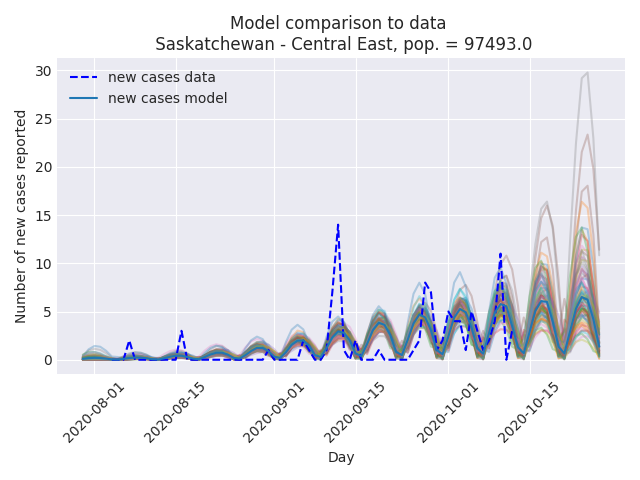 Model comparison to data
Saskatchewan - Central East, pop. = 97493.0
new cases data
new cases model
Number of new cases reported
30
25
20
15
10
5
0
2020-08-01
2020-08-15
2020-09-01
2020-09-15
2020-10-01
2020-10-15
Day